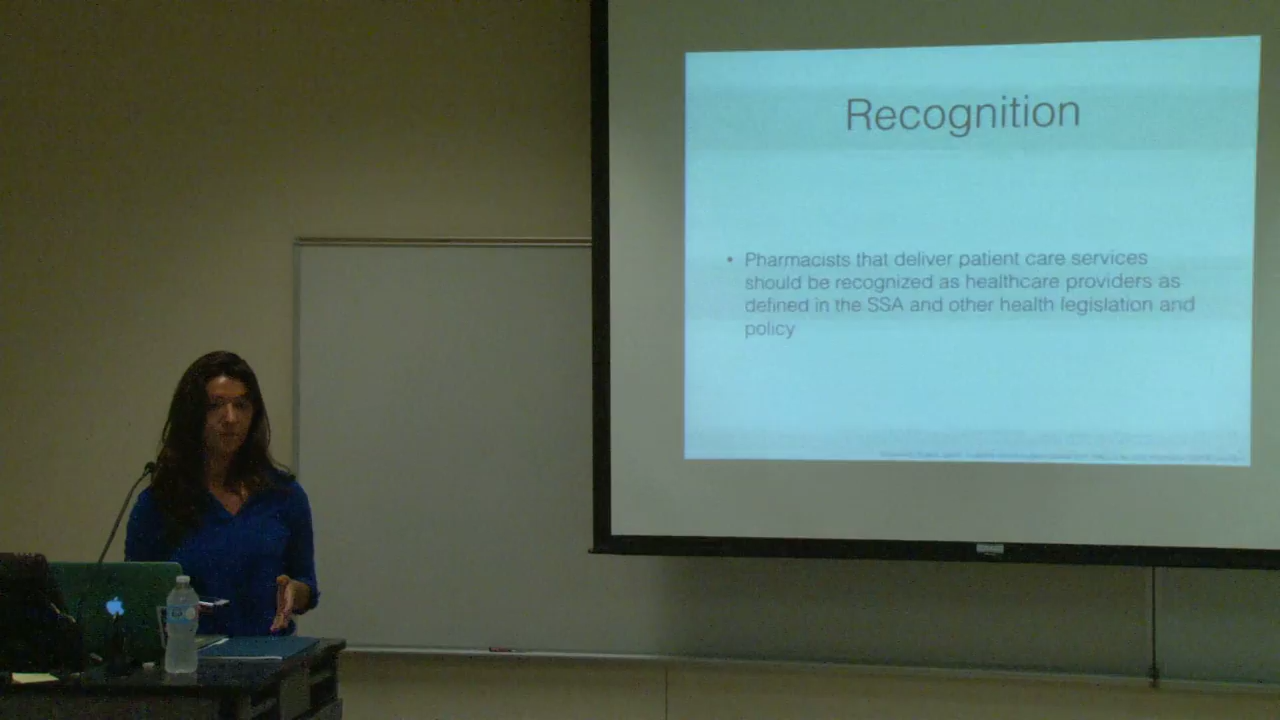 Recognition
• Pharmacists that deliver patient care services
should be recognized as healthcare providers as
defined in the SSA and other health legislation and
policy